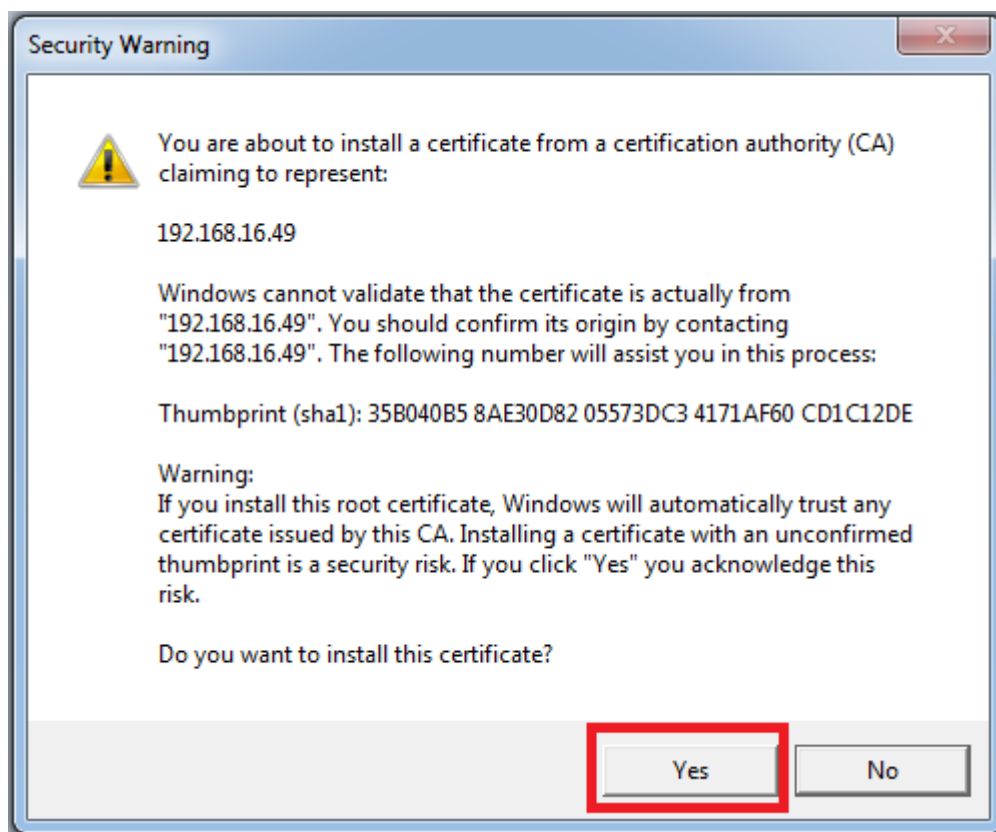 Security Warning
You are about to install a certificate from a certification authority (CA)
claiming to represent:
192.168.16.49
Windows cannot validate that the certificate is actually from
"192.168.16.49". You should confirm its origin by contacting
"192.168.16.49". The following number will assist you in this process:
Thumbprint (sha1): 35B040B5 8AE30D82 05573DC3 4171AF60 CD1C12DE
Warning:
If you install this root certificate, Windows will automatically trust any
certificate issued by this CA. Installing a certificate with an unconfirmed
thumbprint is a security risk. If you click "Yes" you acknowledge this
risk.
Do you want to install this certificate?
Yes
No